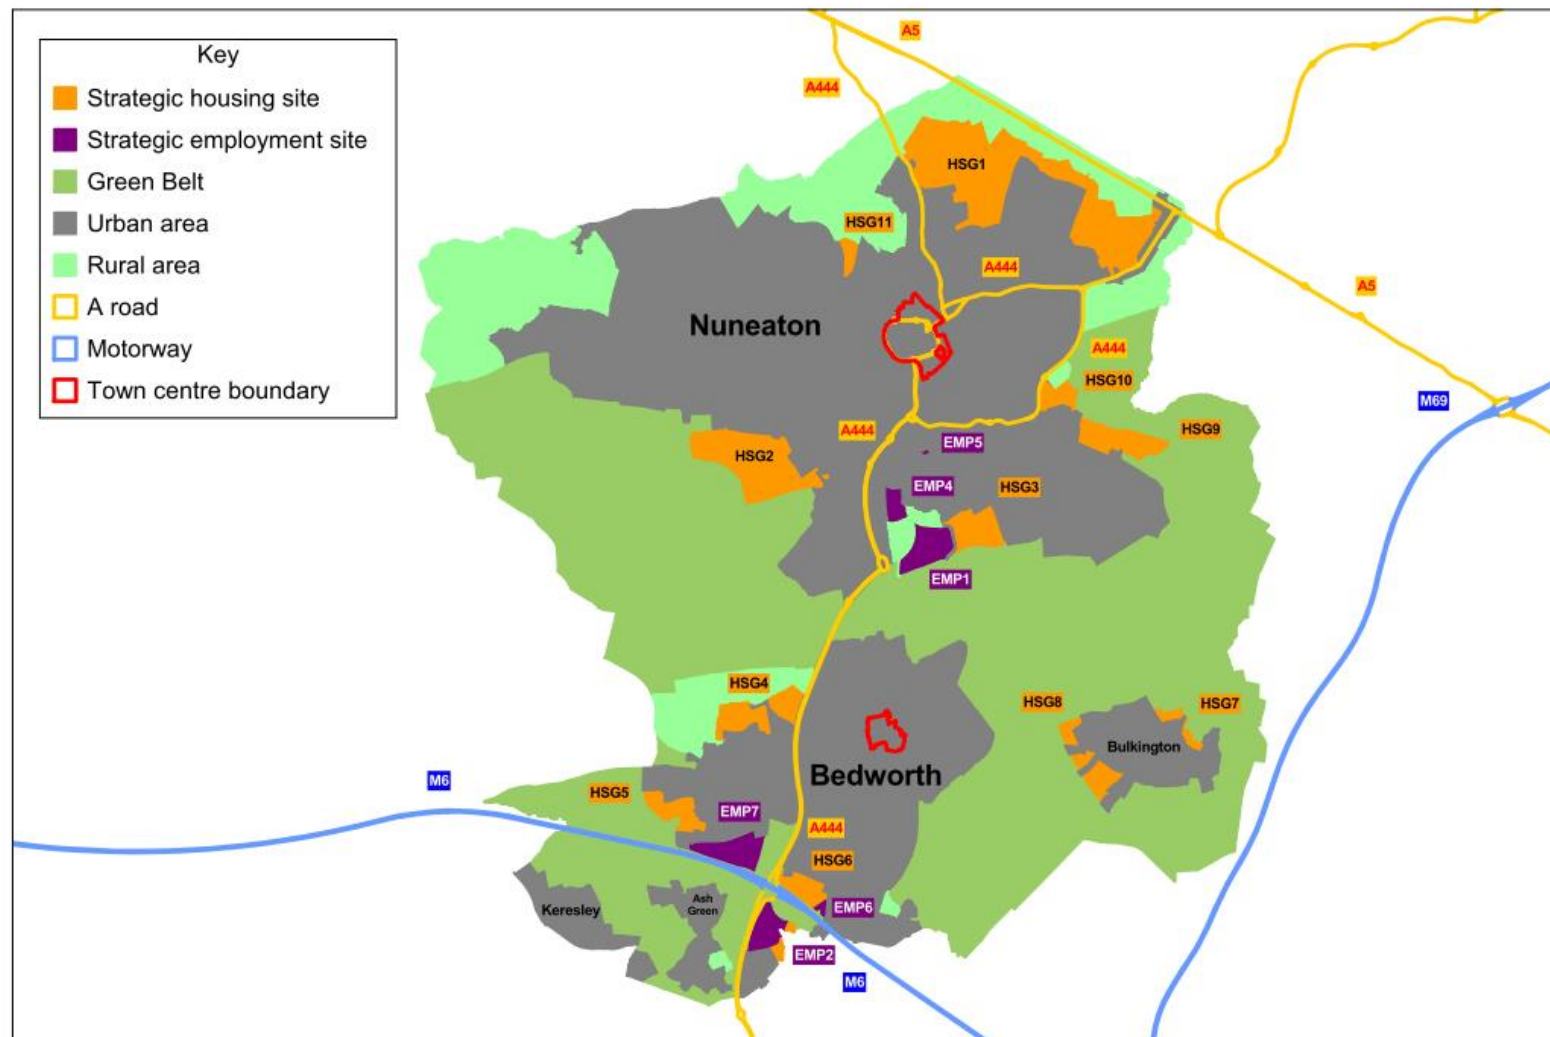 Key
Strategic housing site
Strategic employment site
Green Belt
Urban area
Rural area
A road
Motorway
Town centre boundary
A5
A444
HSG1
HSG11
A444
A5
Nuneaton
A444
HSG10
M69
A444
HSG9
EMP5
HSG2
EMP4
HSG3
EMP1
HSG4
HSG8
HSG7
Bulkington
Bedworth
M6
HSG5
EMP7
A444
HSG6
Ash
Green
Keresley
EMP6
EMP2
M6